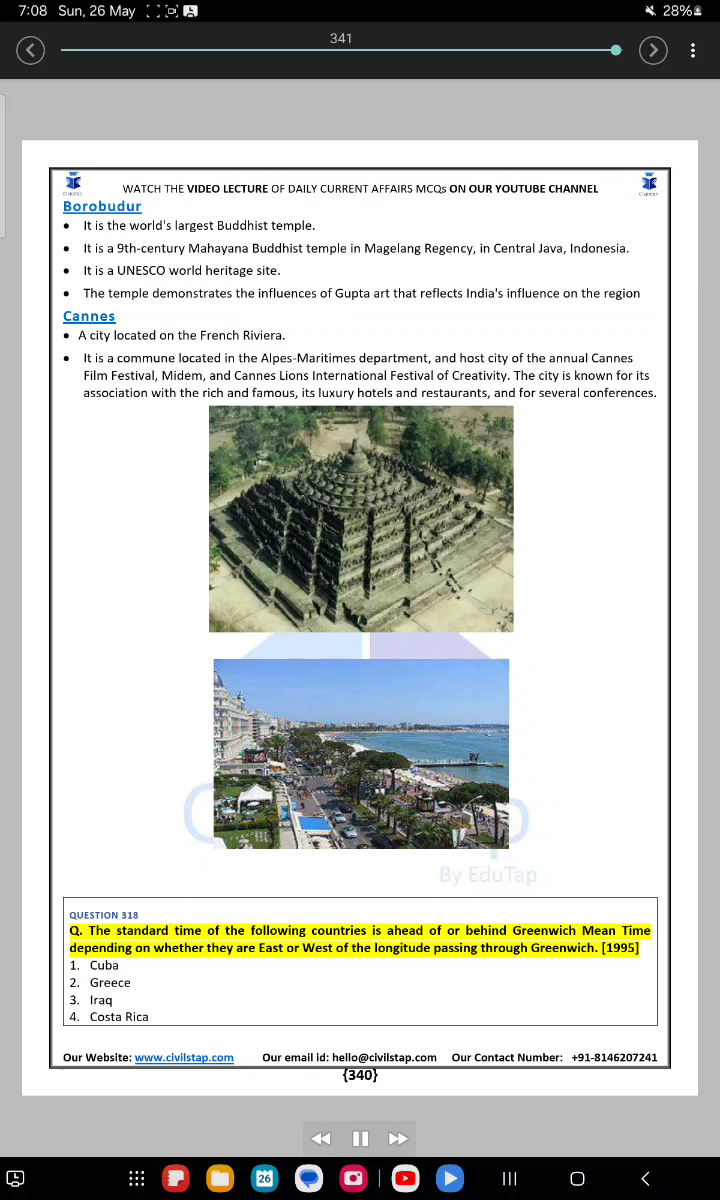 7:08 Sun, 26 May
28%
341
WATCH THE VIDEO LECTURE OF DAILY CURRENT AFFAIRS MCQs ON OUR YOUTUBE CHANNEL
Borobudur
• It is the world's largest Buddhist temple.
• It is a 9th-century Mahayana Buddhist temple in Magelang Regency, in Central Java, Indonesia.
• It is a UNESCO world heritage site.
• The temple demonstrates the influences of Gupta art that reflects India's influence on the region
Cannes
• A city located on the French Riviera.
• It is a commune located in the Alpes-Maritimes department, and host city of the annual Cannes
Film Festival, Midem, and Cannes Lions International Festival of Creativity. The city is known for its
association with the rich and famous, its luxury hotels and restaurants, and for several conferences.
By EduTap
QUESTION 318
Q. The standard time of the following countries is ahead of or behind Greenwich Mean Time
depending on whether they are East or West of the longitude passing through Greenwich. [1995]
1. Cuba
2. Greece
3. Iraq
4. Costa Rica
Our Website: www.civilstap.com Our email id: hello@civilstap.com Our Contact Number: +91-8146207241
{340}
26